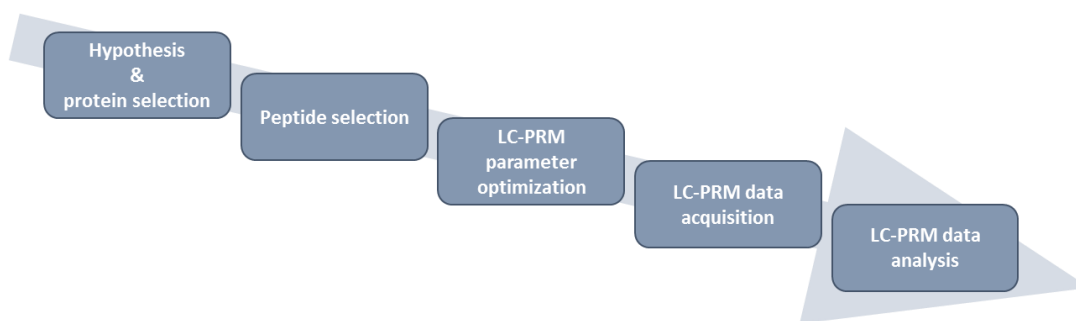 Hypothesis
&
protein selection
Peptide selection
LC-PRM
parameter
optimization
LC-PRM data
acquisition
LC-PRM data
analysis